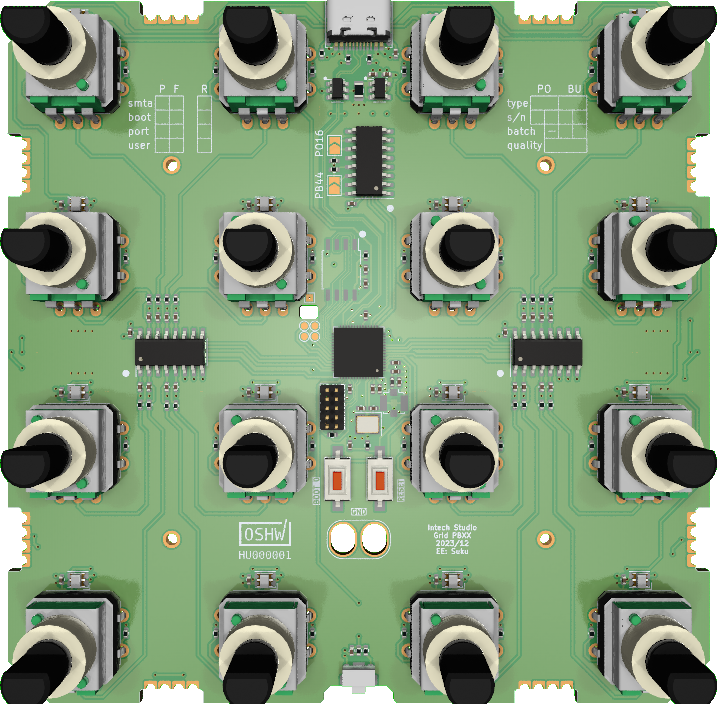 P F R
smta
boot
port
user
PO BU
type
s/n
batch
quality
PO16
PB44
GND
OSHW
HU000001
Intech Studio
Grid PBXX
2023/12
EE: Suku